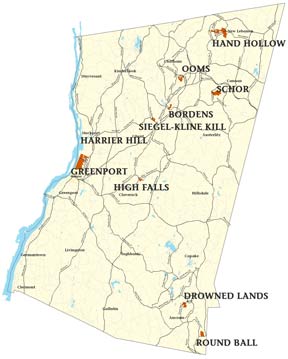 New Lebanon
HAND HOLLOW
Chatham
OOMS
Kinderhook
Stuyvesant
Canaan
SCHOR
BORDENS
SIEGEL-KLINE KILL
Austerlitz
Stockport
HARRIER HILL
GREENPORT
HIGH FALLS
Claverack
Hillsdale
Greenport
Livingston
Taghkanic
Copake
Germantown
Clermont
DROWNED LANDS
Gallatin
Ancram
ROUND BALL